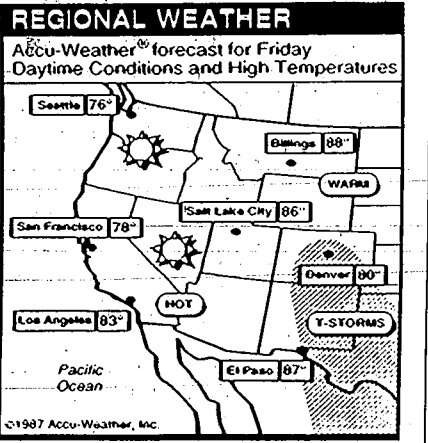 REGIONAL WEATHER
Accu-Weather® forecast for Friday
Daytime Conditions and High Temperatures
Seattle 76°
Billings 88°
WARM
Salt Lake City 86°
San Francisco 78°
Denver 80°
HOT
Los Angeles 83°
T-STORMS
El Paso 87°
Pacific
Ocean
©1987 Accu-Weather, Inc.